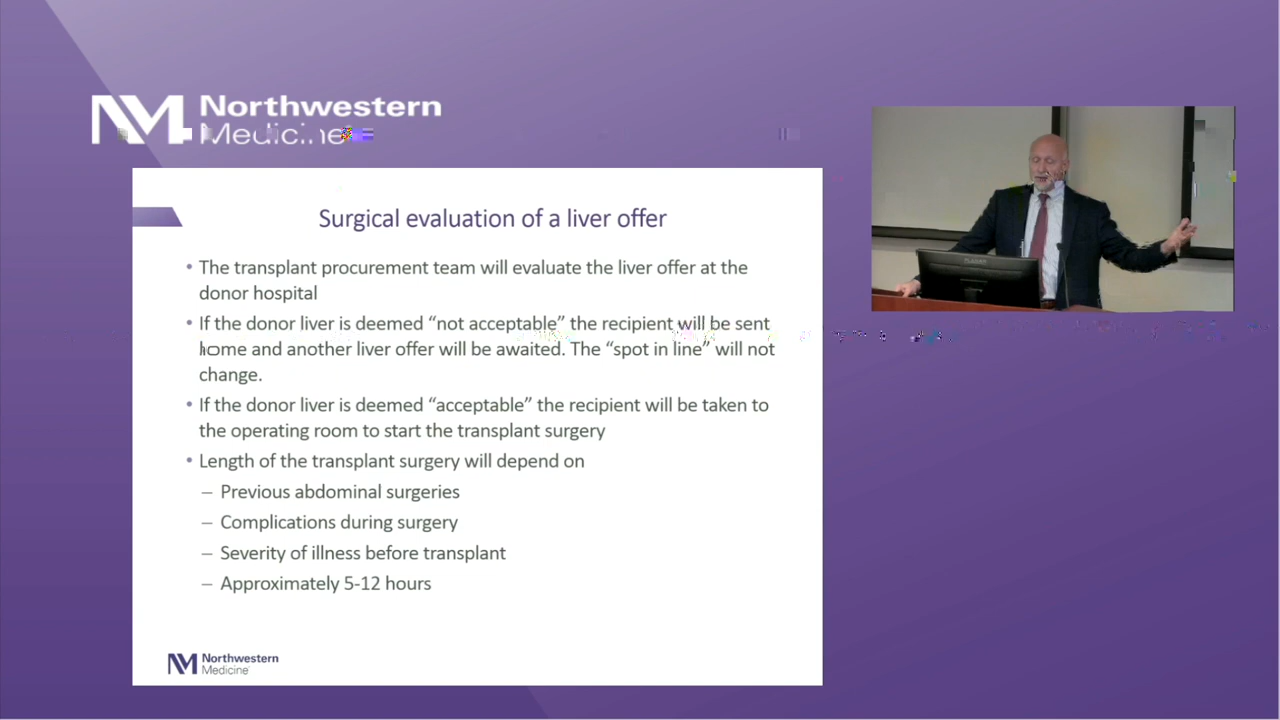 Northwestern
Medicine
Surgical evaluation of a liver offer
• The transplant procurement team will evaluate the liver offer at the
donor hospital
• If the donor liver is deemed “not acceptable” the recipient will be sent
home and another liver offer will be awaited. The “spot in line” will not
change.
• If the donor liver is deemed “acceptable” the recipient will be taken to
the operating room to start the transplant surgery
• Length of the transplant surgery will depend on
– Previous abdominal surgeries
– Complications during surgery
– Severity of illness before transplant
– Approximately 5-12 hours
Northwestern
Medicine